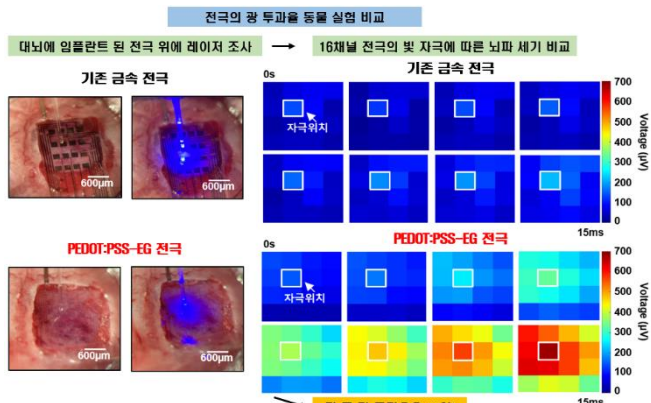 전극의 광 투과율 동물 실험 비교
대뇌에 임플란트 된 전극 위에 레이저 조사
16채널 전극의 빛 자극에 따른 뇌파 세기 비교
기존 금속 전극
600μm
600μm
기존 금속 전극
0s
자극위치
15ms
700
600
500
400
300
200
100
0
Voltage (μV)
PEDOT:PSS-EG 전극
600μm
600μm
PEDOT:PSS-EG 전극
0s
자극위치
15ms
700
600
500
400
300
200
100
0
Voltage (μV)